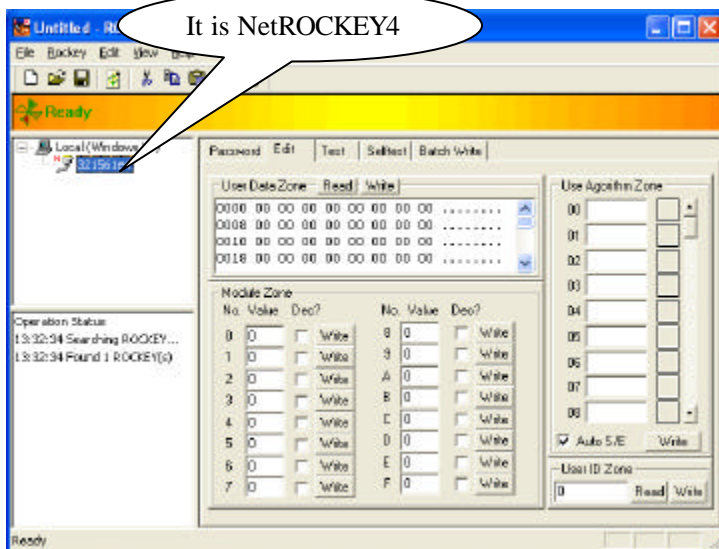 It is NetROCKEY4
Untitled - R
File Rockey Edit View
Ready
Local (Windows
Password Edit Test Selftest Batch Write
User Data Zone Read Write
0000 00 00 00 00 00 00 00 00 ........
0008 00 00 00 00 00 00 00 00 ........
0010 00 00 00 00 00 00 00 00 ........
0018 00 00 00 00 00 00 00 00 ........
Module Zone
No. Value Dec? No. Value Dec?
0 0 Write 8 0 Write
1 0 Write 9 0 Write
2 0 Write A 0 Write
3 0 Write B 0 Write
4 0 Write C 0 Write
5 0 Write D 0 Write
6 0 Write E 0 Write
7 0 Write F 0 Write
Use Agorithm Zone
00
01
02
03
04
05
06
07
08
Auto S/E Write
User ID Zone
0 Read Write
Operation Status
13:32:34 Searching ROCKEY...
13:32:34 Found 1 ROCKEY(s)
Ready